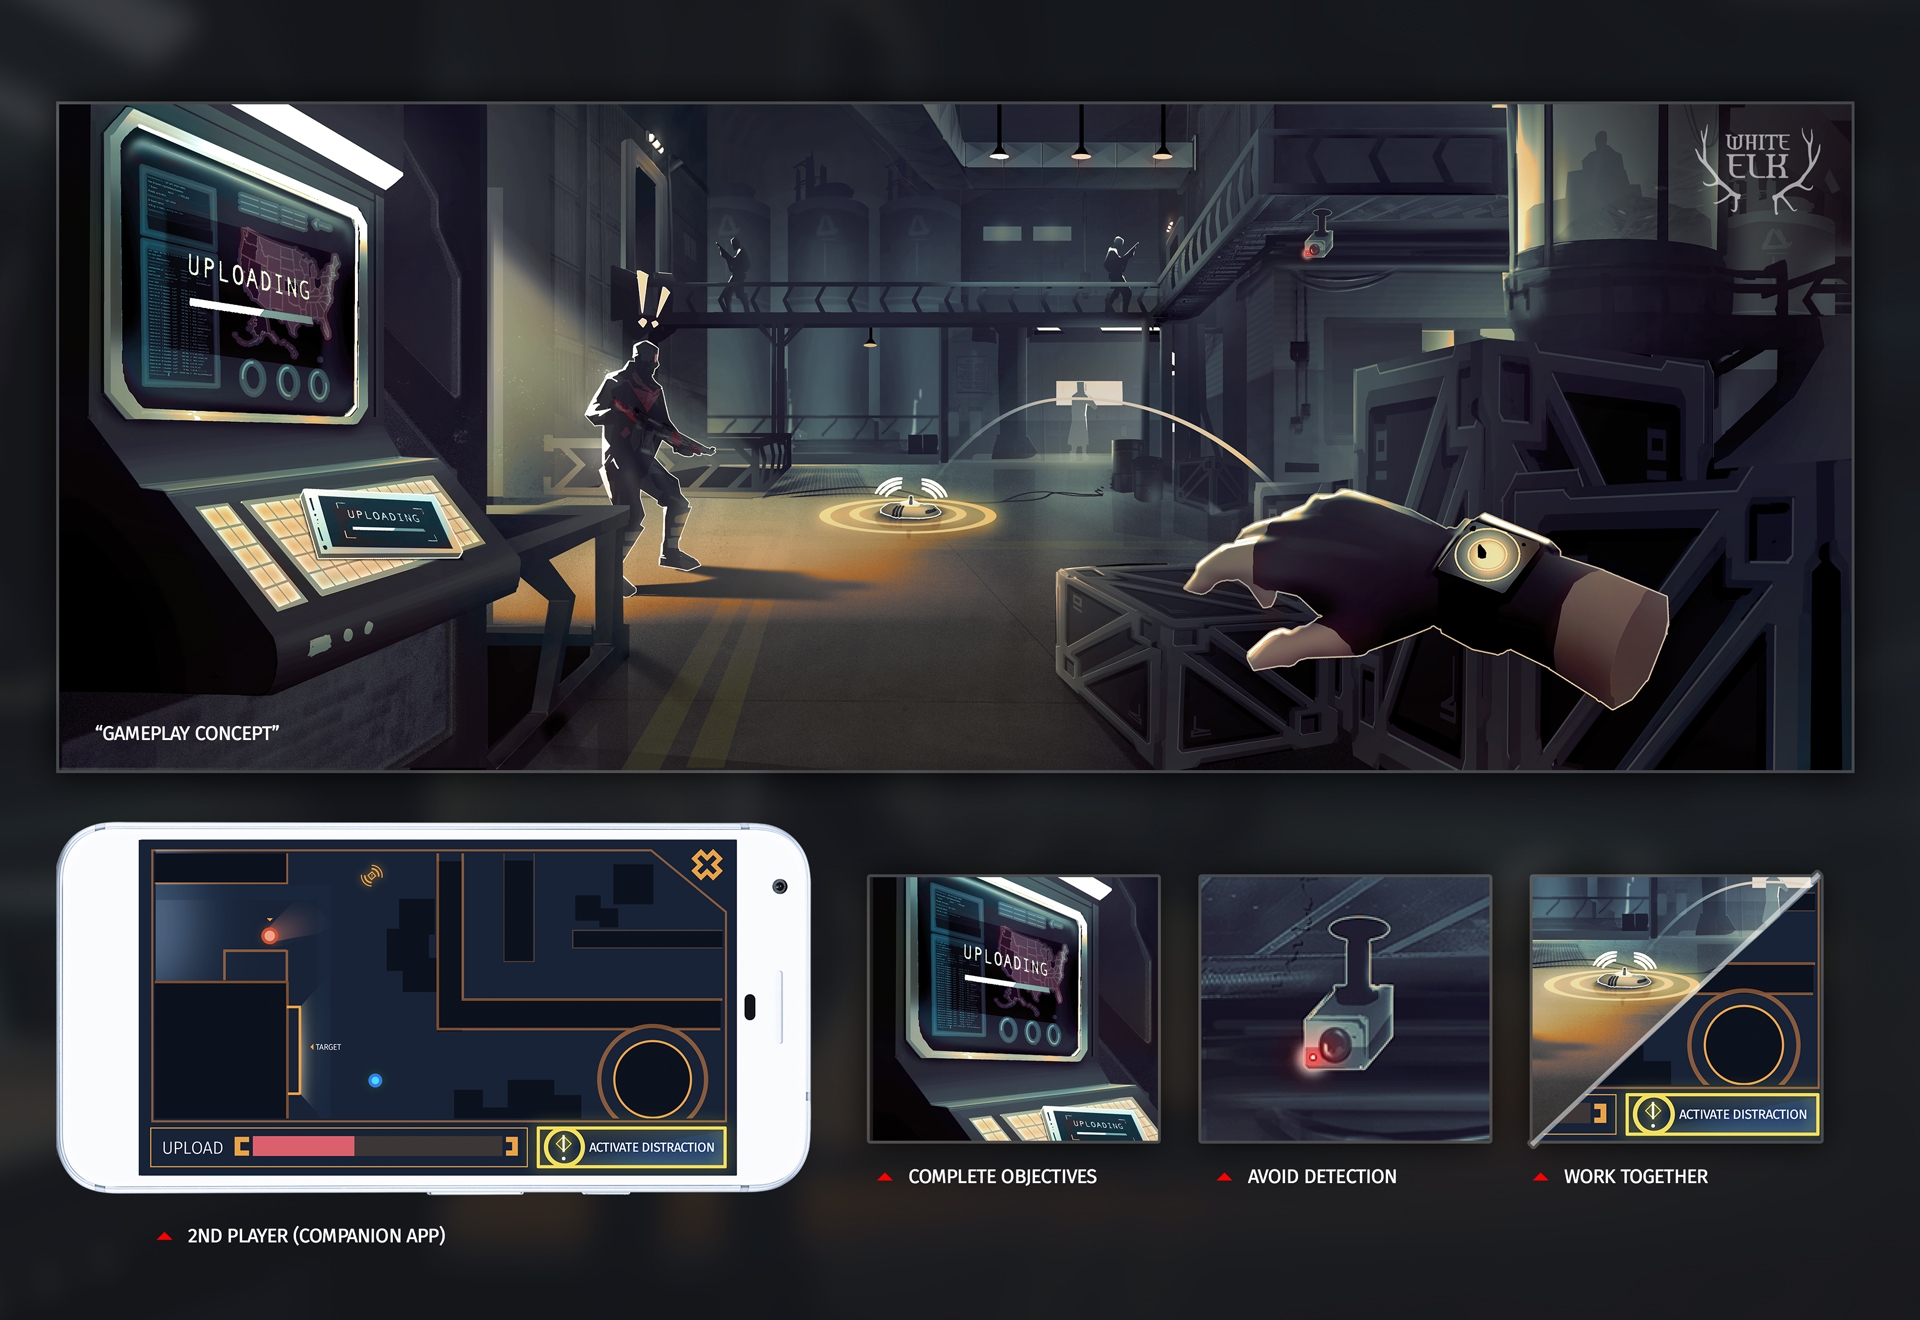 WHITE
ELK
UPLOADING
UPLOADING
“GAMEPLAY CONCEPT”
TARGET
UPLOAD
ACTIVATE DISTRACTION
2ND PLAYER (COMPANION APP)
UPLOADING
UPLOADING
COMPLETE OBJECTIVES
AVOID DETECTION
ACTIVATE DISTRACTION
WORK TOGETHER